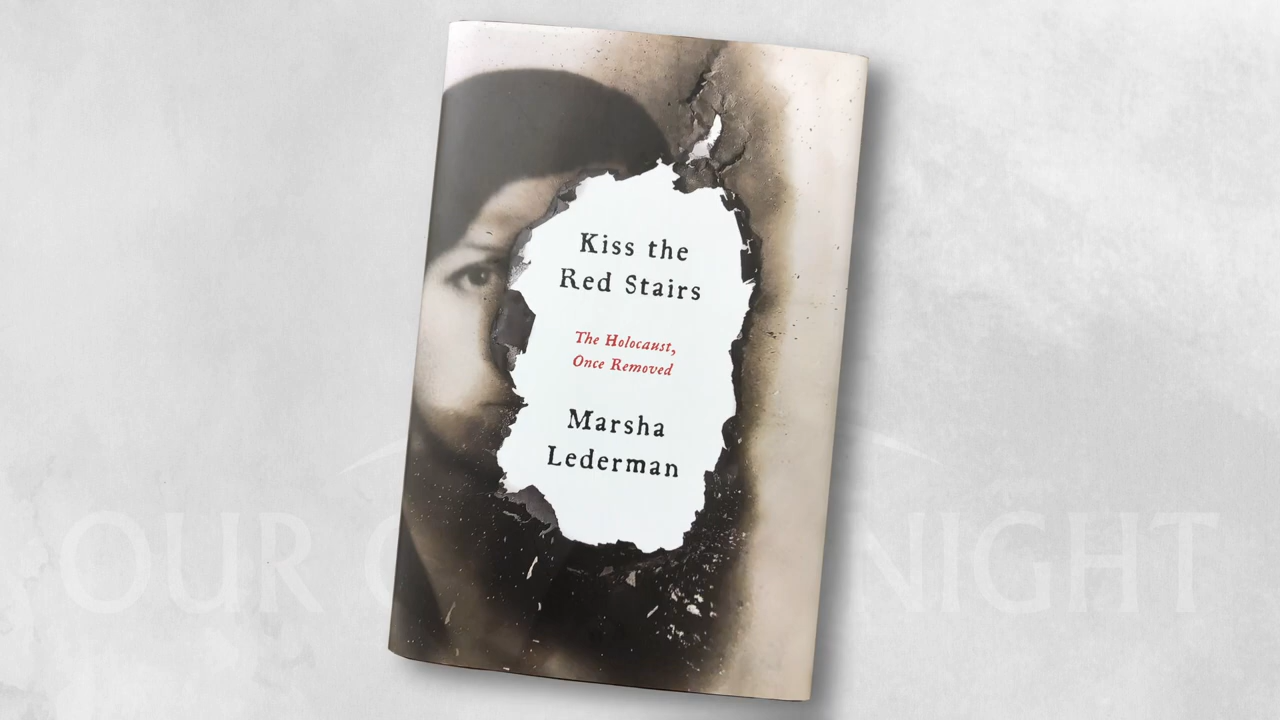 Kiss the
Red Stairs
The Holocaust,
Once Removed
Marsha
Lederman
OUR
NIGHT